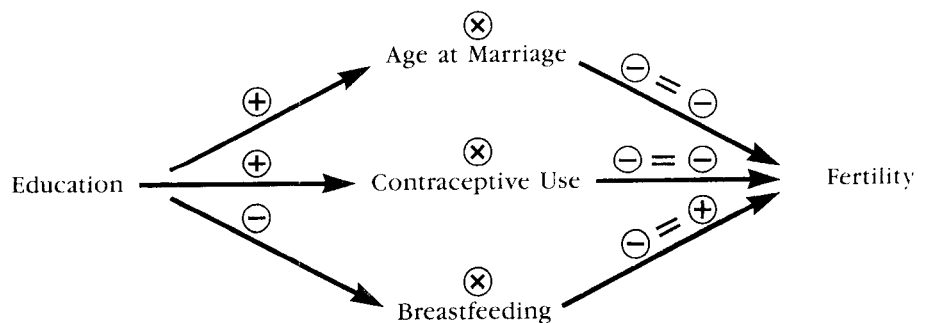 ⊗
Age at Marriage
⊕
⊖ = ⊖
⊕
⊗
⊖ = ⊖
Education
Contraceptive Use
Fertility
⊖
⊖ = ⊕
⊗
Breastfeeding